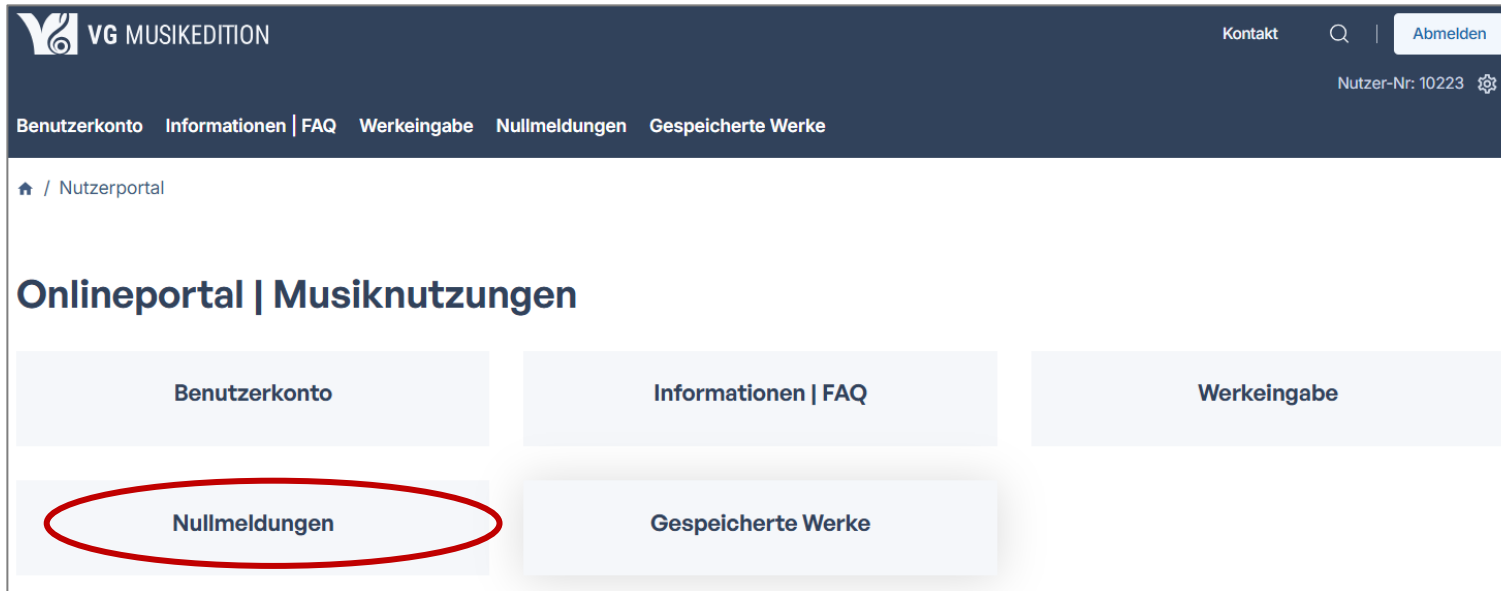 VG MUSIKEDITION
Kontakt | Abmelden
Nutzer-Nr: 10223
Benutzerkonto Informationen | FAQ Werkeingabe Nullmeldungen Gespeicherte Werke
/ Nutzerportal
Onlineportal | Musiknutzungen
Benutzerkonto Informationen | FAQ Werkeingabe
Nullmeldungen Gespeicherte Werke